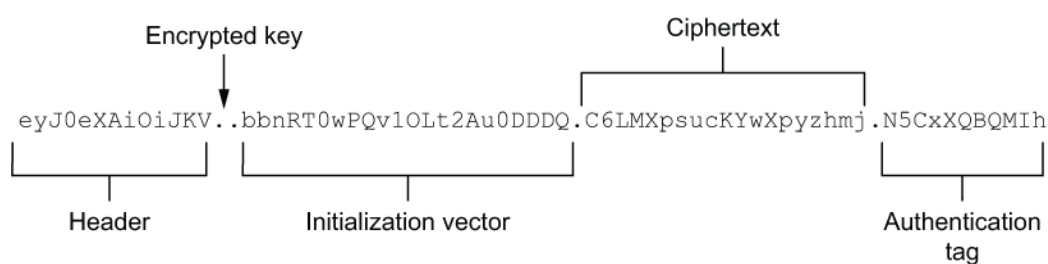 Ciphertext
Encrypted key
eyJ0eXAiOiJKV..bbnRT0wPQv1OLt2Au0DDDQ.C6LMXpsucKYwXpyzhmj.N5CxXQBQMIh
Header
Initialization vector
Authentication
tag